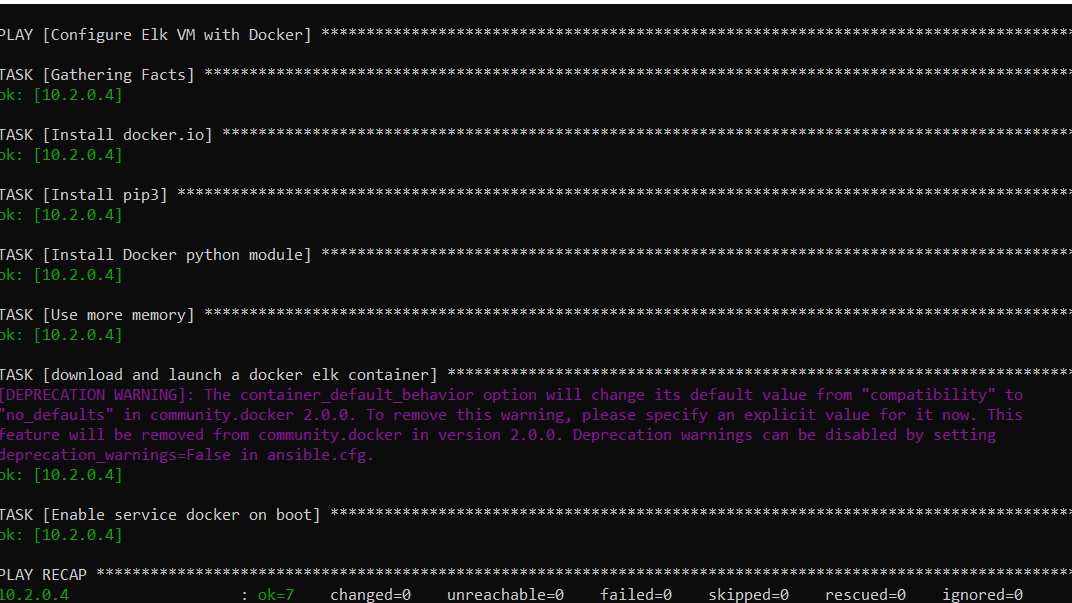 PLAY [Configure Elk VM with Docker] ***********************************************************************************
TASK [Gathering Facts] ************************************************************************************************
ok: [10.2.0.4]
TASK [Install docker.io] **********************************************************************************************
ok: [10.2.0.4]
TASK [Install pip3] ***************************************************************************************************
ok: [10.2.0.4]
TASK [Install Docker python module] ***********************************************************************************
ok: [10.2.0.4]
TASK [Use more memory] ************************************************************************************************
ok: [10.2.0.4]
TASK [download and launch a docker elk container] *********************************************************************
[DEPRECATION WARNING]: The container_default_behavior option will change its default value from "compatibility" to
"no_defaults" in community.docker 2.0.0. To remove this warning, please specify an explicit value for it now. This
feature will be removed from community.docker in version 2.0.0. Deprecation warnings can be disabled by setting
deprecation_warnings=False in ansible.cfg.
ok: [10.2.0.4]
TASK [Enable service docker on boot] **********************************************************************************
ok: [10.2.0.4]
PLAY RECAP ************************************************************************************************************
10.2.0.4                   : ok=7    changed=0    unreachable=0    failed=0    skipped=0    rescued=0    ignored=0